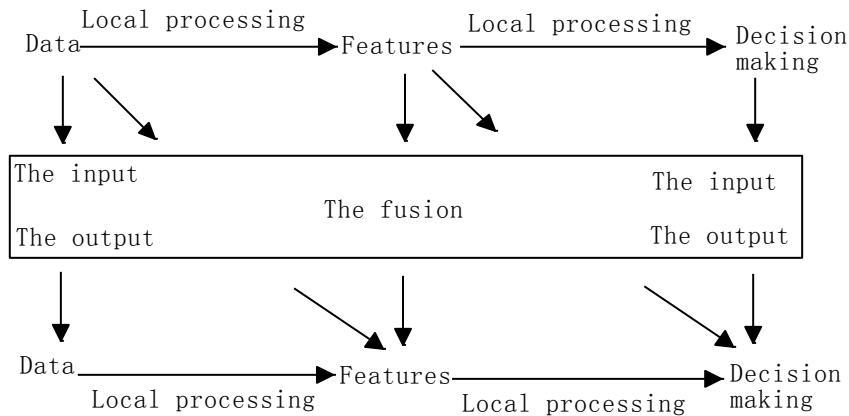 Local processing
Local processing
Data
Features
Decision
making
The input
The input
The fusion
The output
The output
Data
Features
Decision
making
Local processing
Local processing